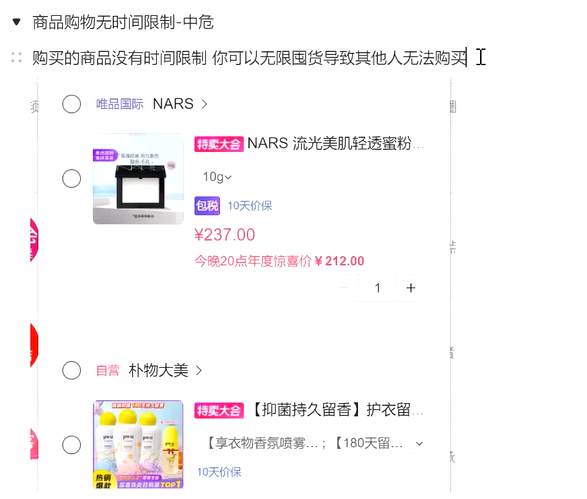 商品购物无时间限制-中危
购买的商品没有时间限制 你可以无限囤货导致其他人无法购买
唯品国际 NARS
特卖大会 NARS 流光美肌轻透蜜粉...
10g
包税 10天价保
¥237.00
今晚20点年度惊喜价¥212.00
1 +
自营 朴物大美
特卖大会 【抑菌持久留香】护衣留...
【享衣物香氛喷雾...；【180天留...
10天价保
热销
爆款
TOP1